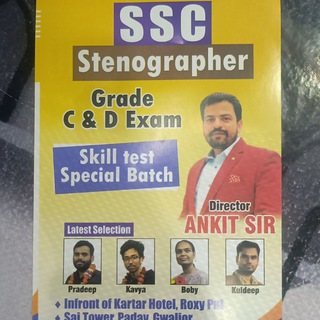 SSC
Stenographer
Grade
C & D Exam
Skill test
Special Batch
Director
ANKIT SIR
Latest Selection
Pradeep Kavya Boby Kuldeep
Infront of Kartar Hotel, Roxy
Sai Tower, Padav, Gwalior